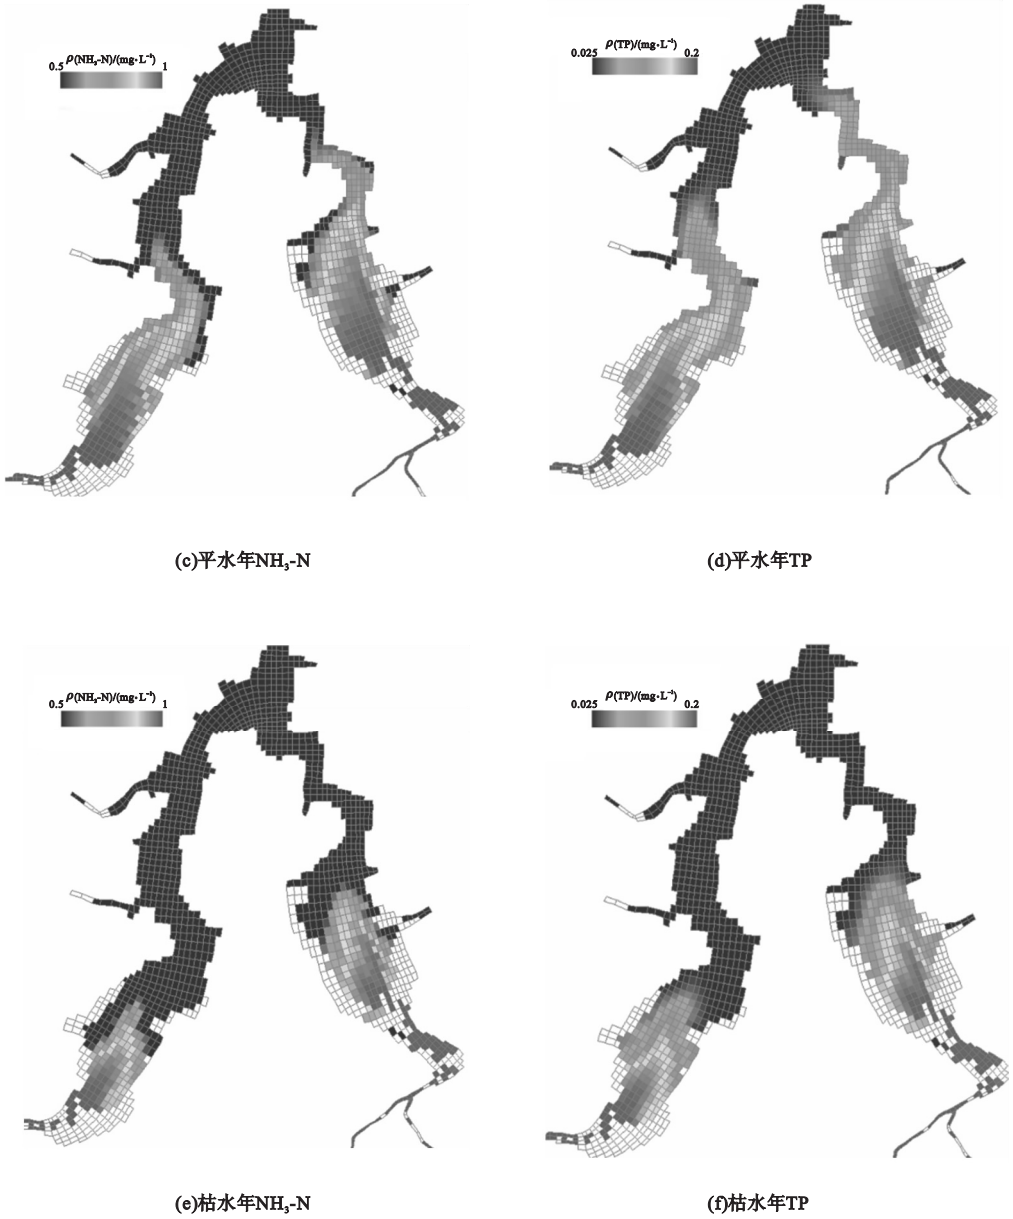 ρ(NH₃-N)/(mg·L⁻¹)
0.5 1
ρ(TP)/(mg·L⁻¹)
0.025 0.2
(c)平水年NH₃-N
(d)平水年TP
ρ(NH₃-N)/(mg·L⁻¹)
0.5 1
ρ(TP)/(mg·L⁻¹)
0.025 0.2
(e)枯水年NH₃-N
(f)枯水年TP